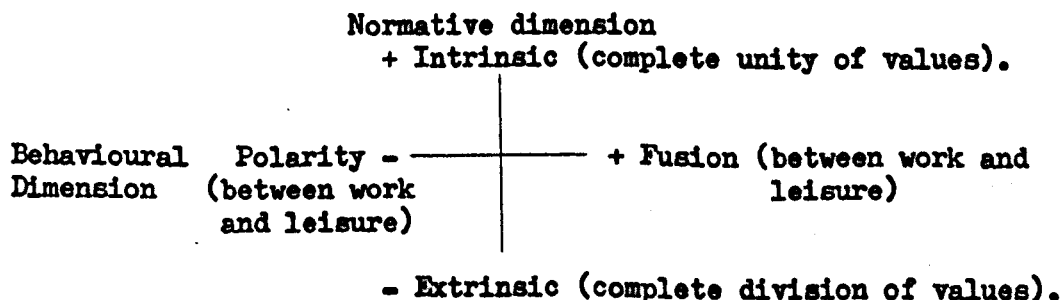 Normative dimension
+ Intrinsic (complete unity of values).
Behavioural Polarity - + Fusion (between work and
Dimension (between work leisure)
and leisure)
- Extrinsic (complete division of values).